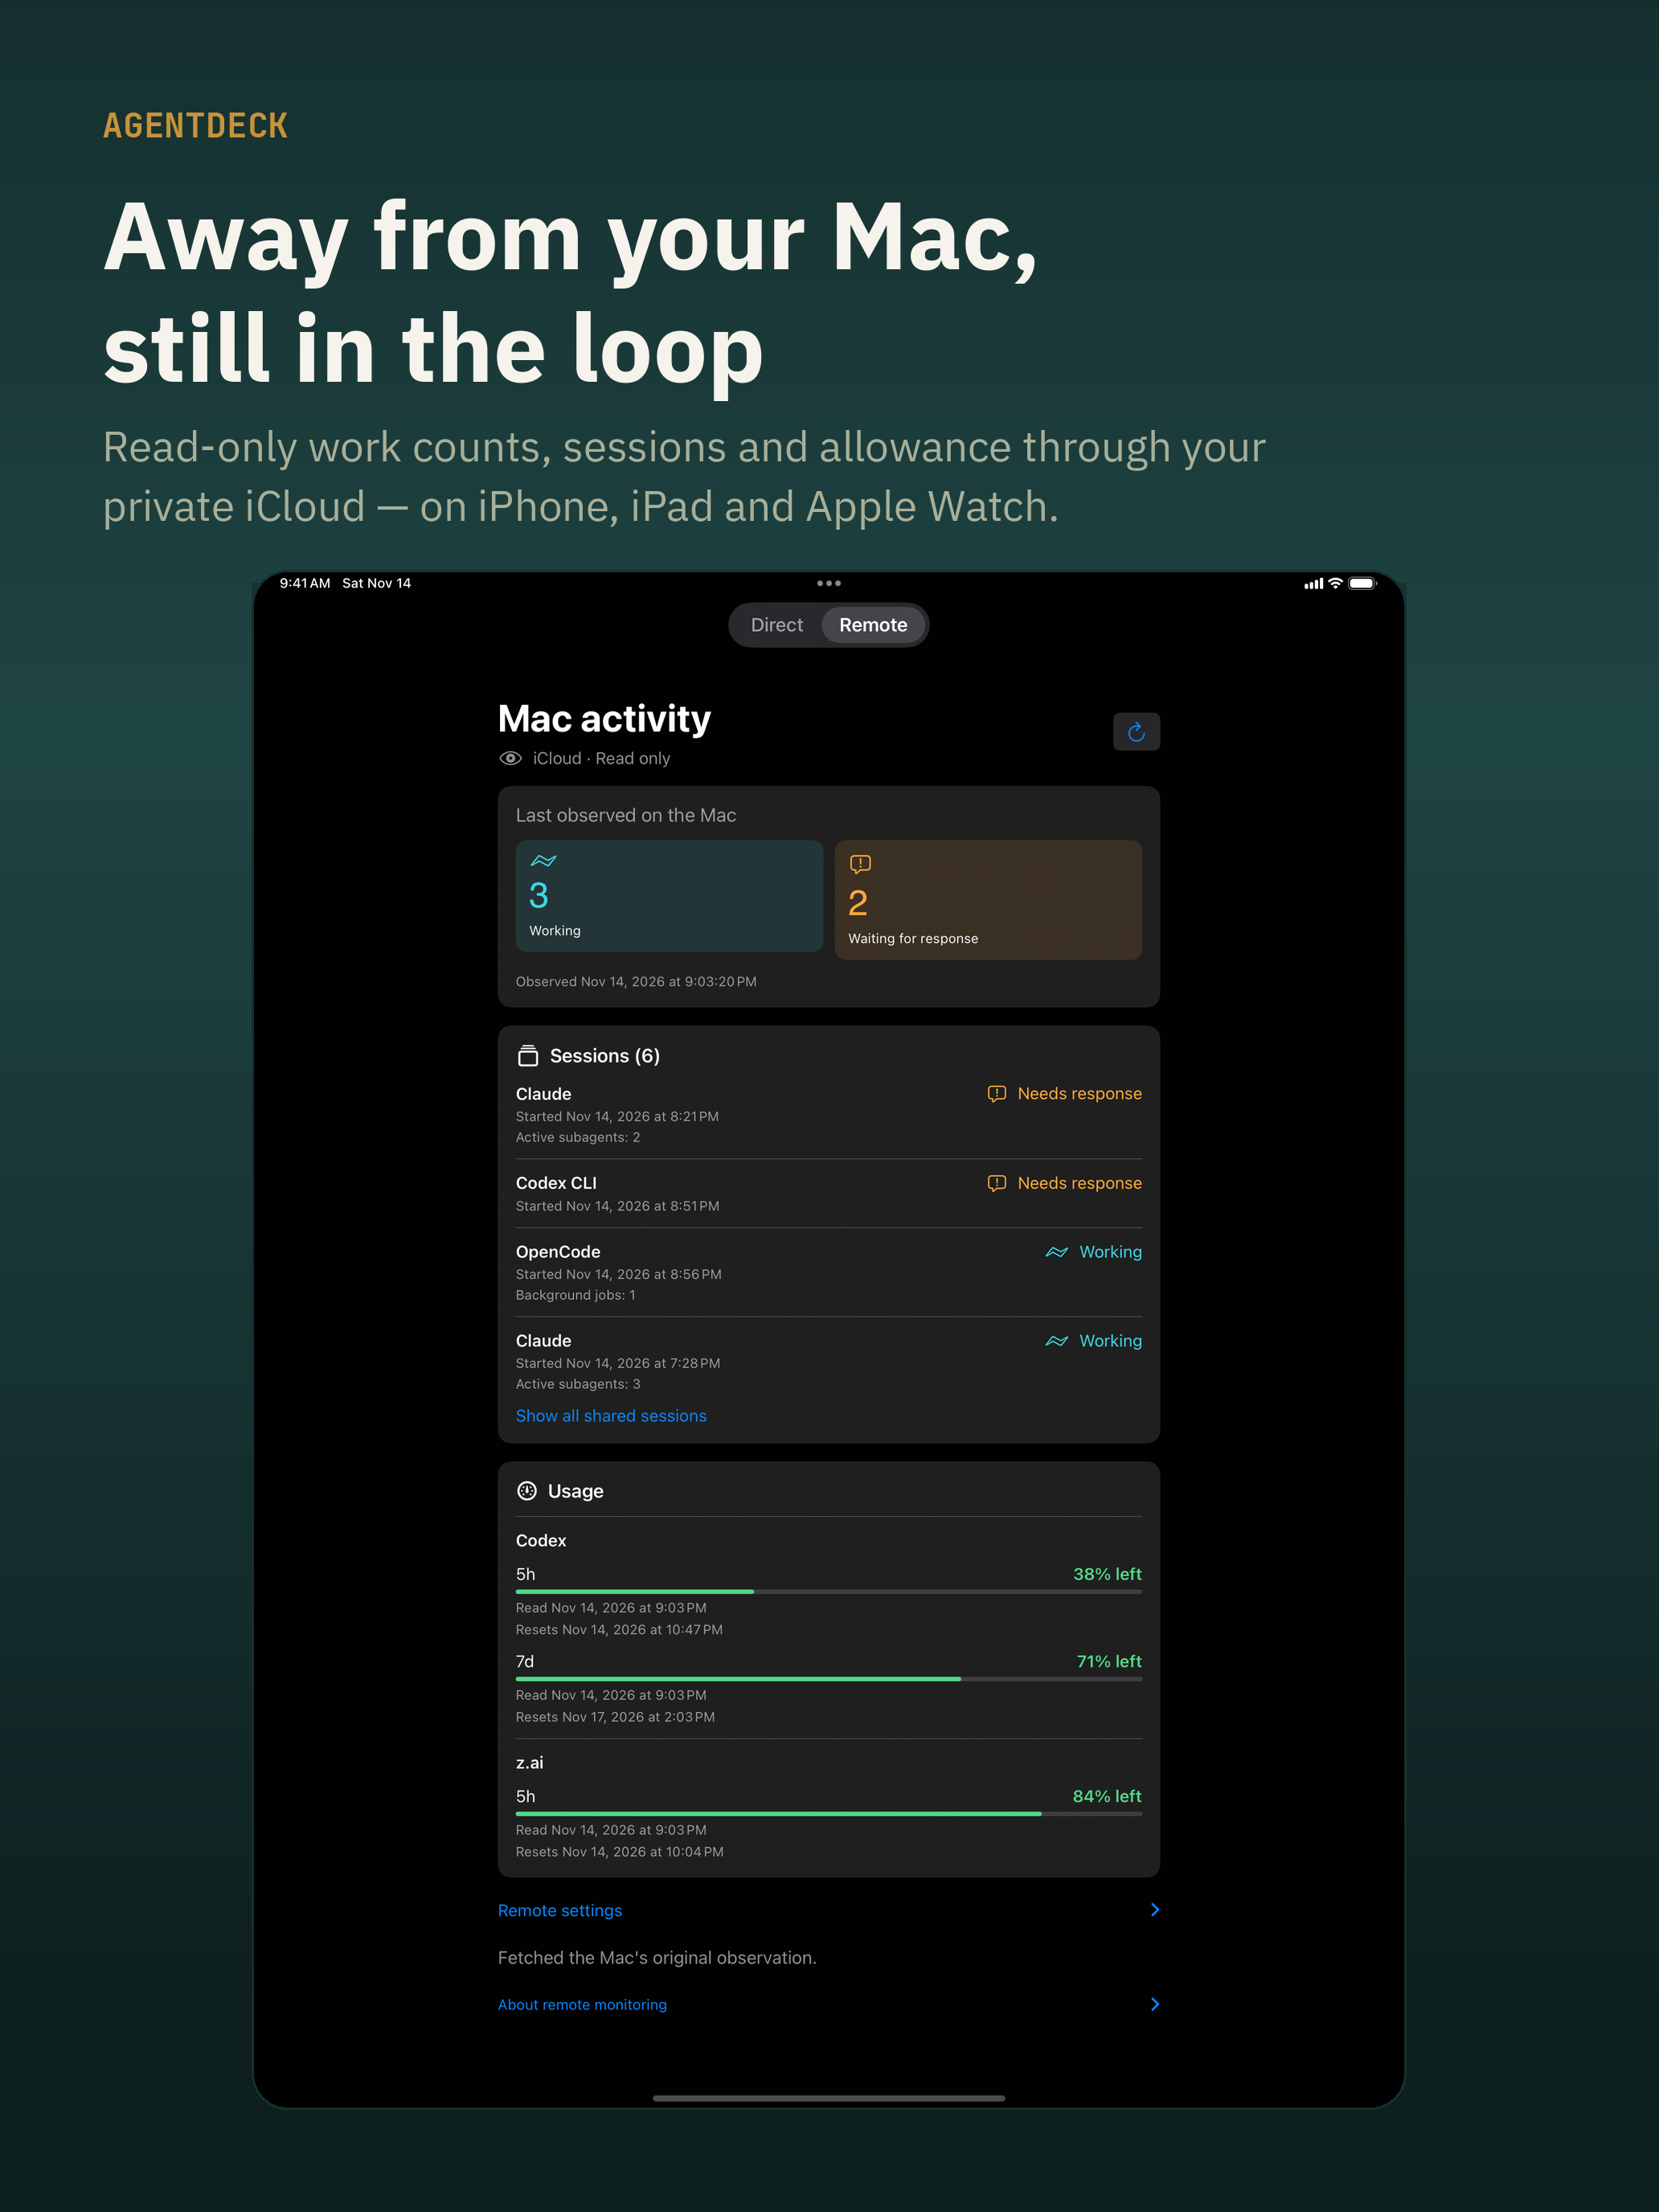 AGENTDECK
Away from your Mac,
still in the loop
Read-only work counts, sessions and allowance through your
private iCloud — on iPhone, iPad and Apple Watch.
9:41 AM Sat Nov 14
Direct Remote
Mac activity
iCloud · Read only
Last observed on the Mac
3 2
Working Waiting for response
Observed Nov 14, 2026 at 9:03:20 PM
Sessions (6)
Claude Needs response
Started Nov 14, 2026 at 8:21 PM
Active subagents: 2
Codex CLI Needs response
Started Nov 14, 2026 at 8:51 PM
OpenCode Working
Started Nov 14, 2026 at 8:56 PM
Background jobs: 1
Claude Working
Started Nov 14, 2026 at 7:28 PM
Active subagents: 3
Show all shared sessions
Usage
Codex
5h 38% left
Read Nov 14, 2026 at 9:03 PM
Resets Nov 14, 2026 at 10:47 PM
7d 71% left
Read Nov 14, 2026 at 9:03 PM
Resets Nov 17, 2026 at 2:03 PM
z.ai
5h 84% left
Read Nov 14, 2026 at 9:03 PM
Resets Nov 14, 2026 at 10:04 PM
Remote settings
Fetched the Mac's original observation.
About remote monitoring